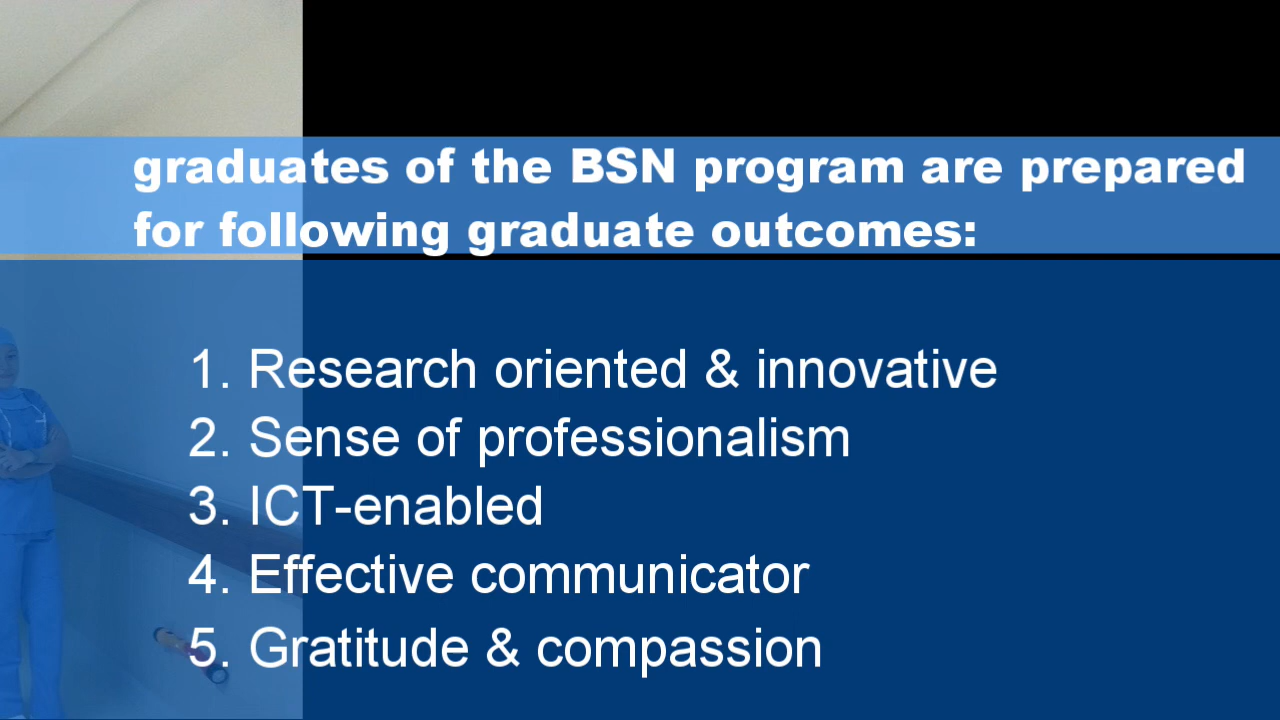 graduates of the BSN program are prepared
for following graduate outcomes:
1. Research oriented & innovative
2. Sense of professionalism
3. ICT-enabled
4. Effective communicator
5. Gratitude & compassion